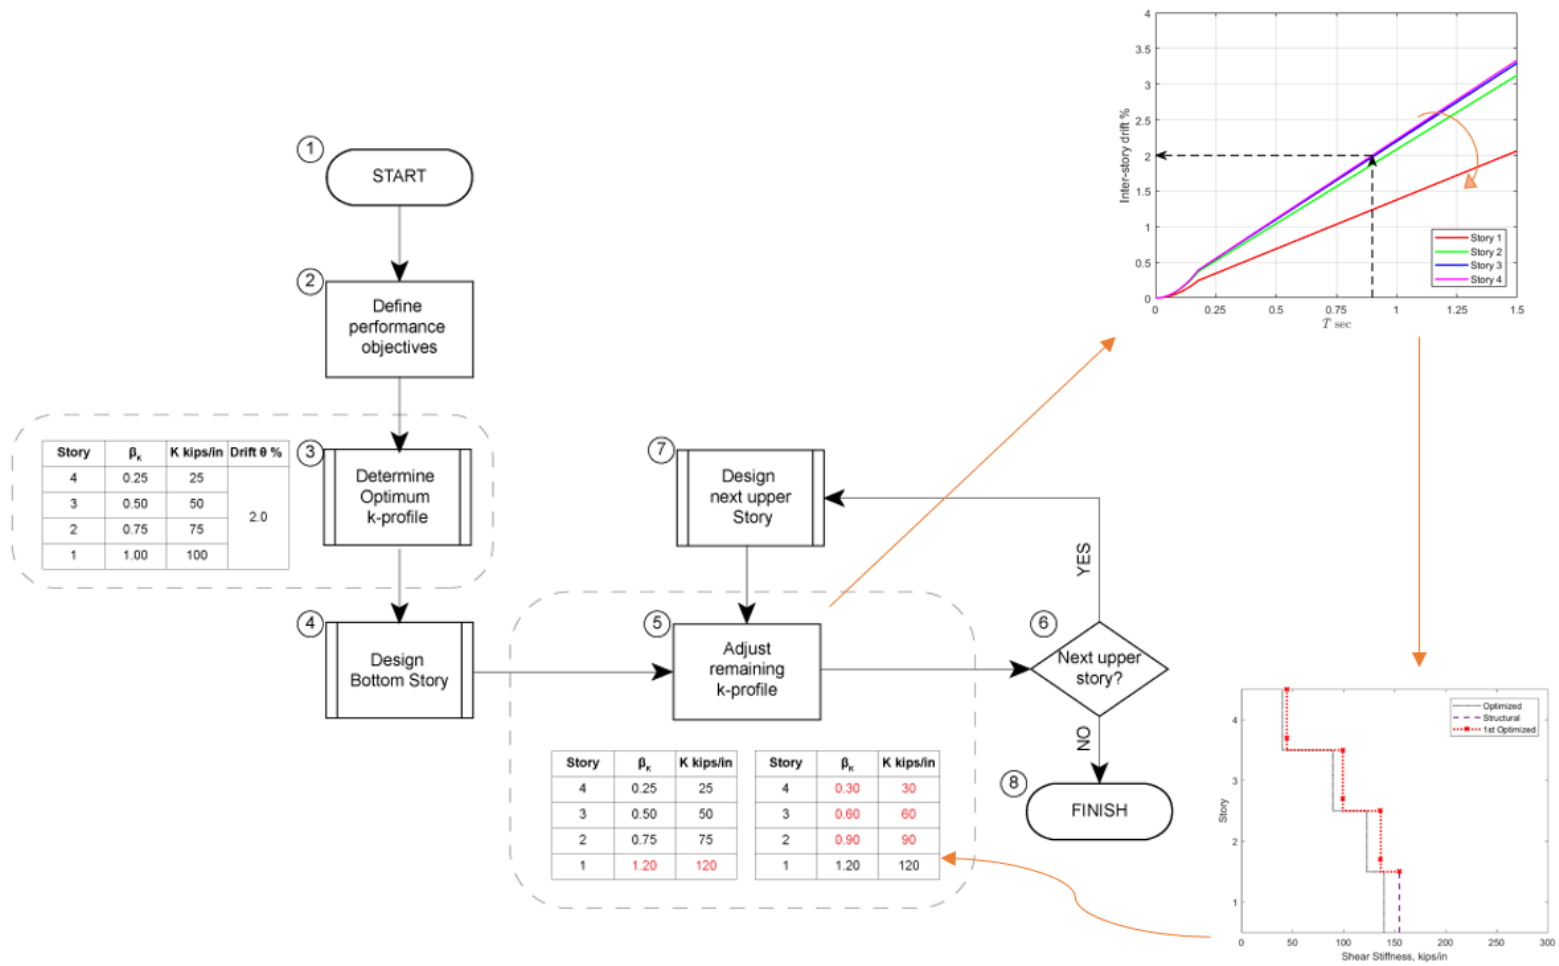 1
START
2
Define
performance
objectives
3
Determine
Optimum
k-profile
Story βK K kips/in Drift θ %
4 0.25 25
3 0.50 50
2.0
2 0.75 75
1 1.00 100
4
Design
Bottom Story
7
Design
next upper
Story
5
Adjust
remaining
k-profile
6
Next upper
story?
YES
NO
8
FINISH
Story βK K kips/in
4 0.25 25
3 0.50 50
2 0.75 75
1 1.20 120
Story βK K kips/in
4 0.30 30
3 0.60 60
2 0.90 90
1 1.20 120
Inter-story drift %
4
3.5
3
2.5
2
1.5
1
0.5
0
0 0.25 0.5 0.75 1 1.25 1.5
T sec
Story 1
Story 2
Story 3
Story 4
Story
4
3
2
1
0 50 100 150 200 250 300
Shear Stiffness, kips/in
Optimized
Structural
1st Optimized